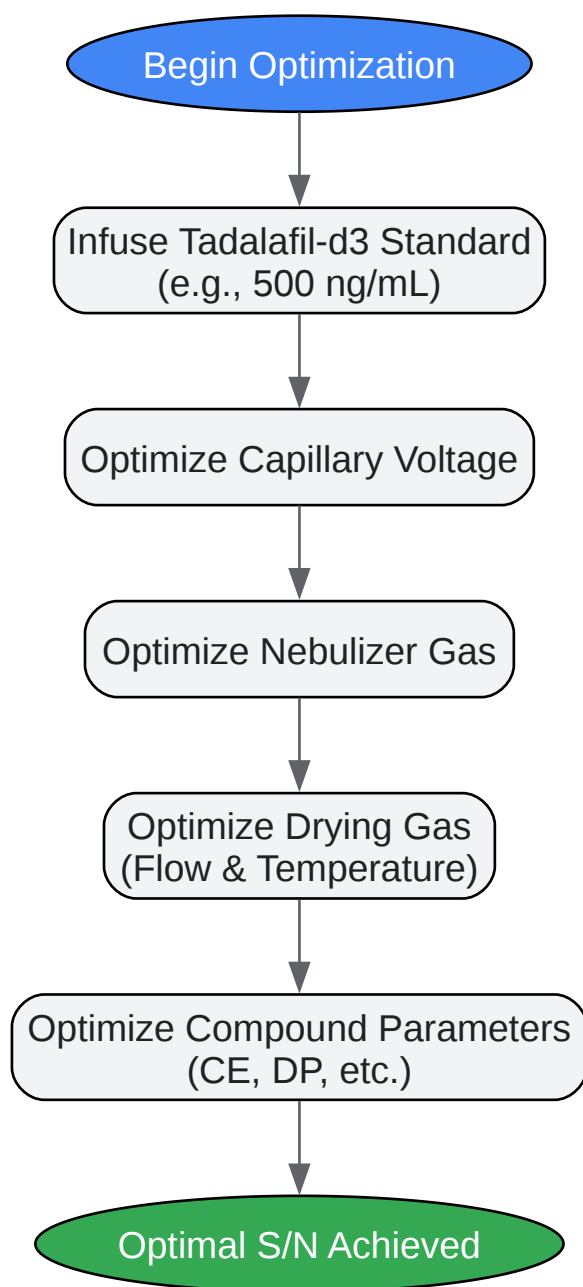 Begin Optimization
Infuse Tadalafil-d3 Standard
(e.g., 500 ng/mL)
Optimize Capillary Voltage
Optimize Nebulizer Gas
Optimize Drying Gas
(Flow & Temperature)
Optimize Compound Parameters
(CE, DP, etc.)
Optimal S/N Achieved